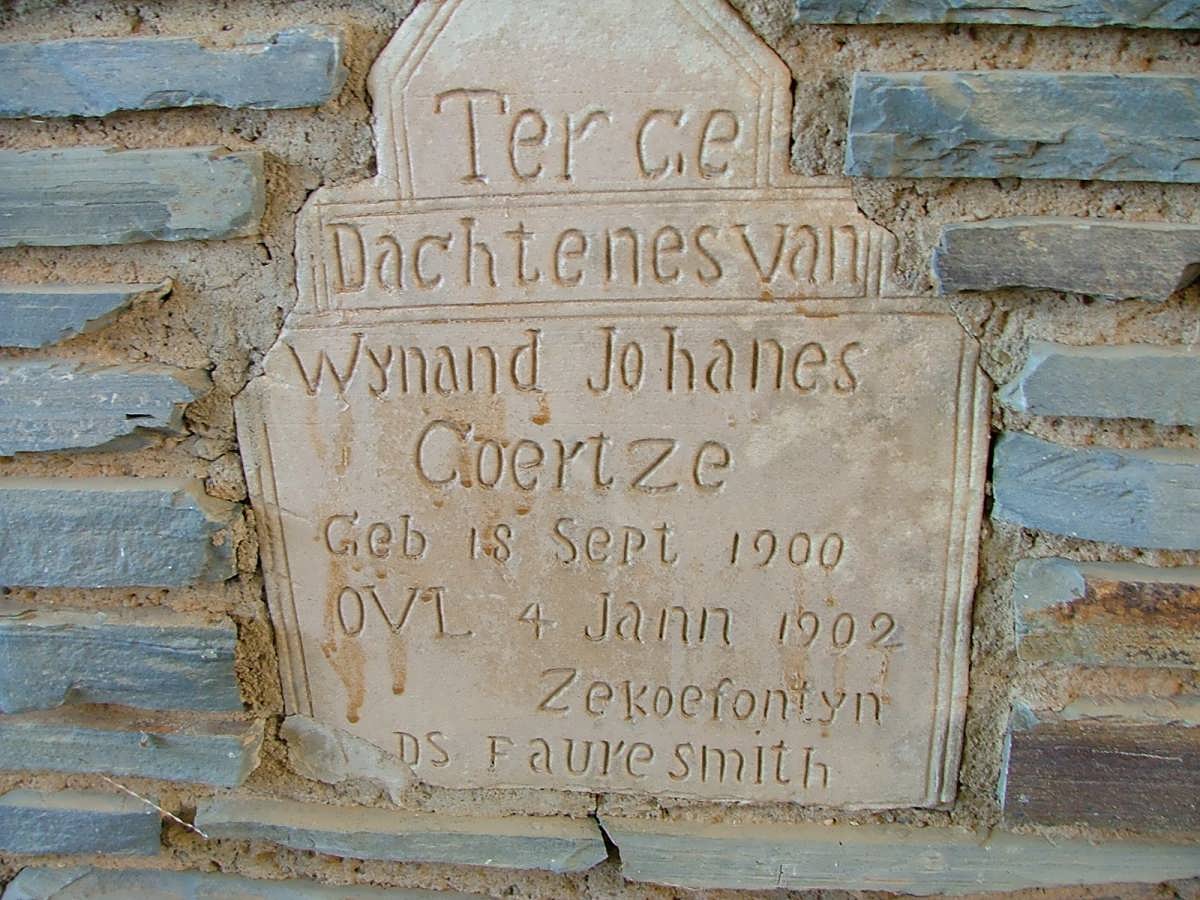 Ter Ge
Dachtenes van
Wynand Johanes
Coertze
Geb 18 Sept 1900
OVL 4 Jann 1902
Zekoefontyn
DS Fauresmith